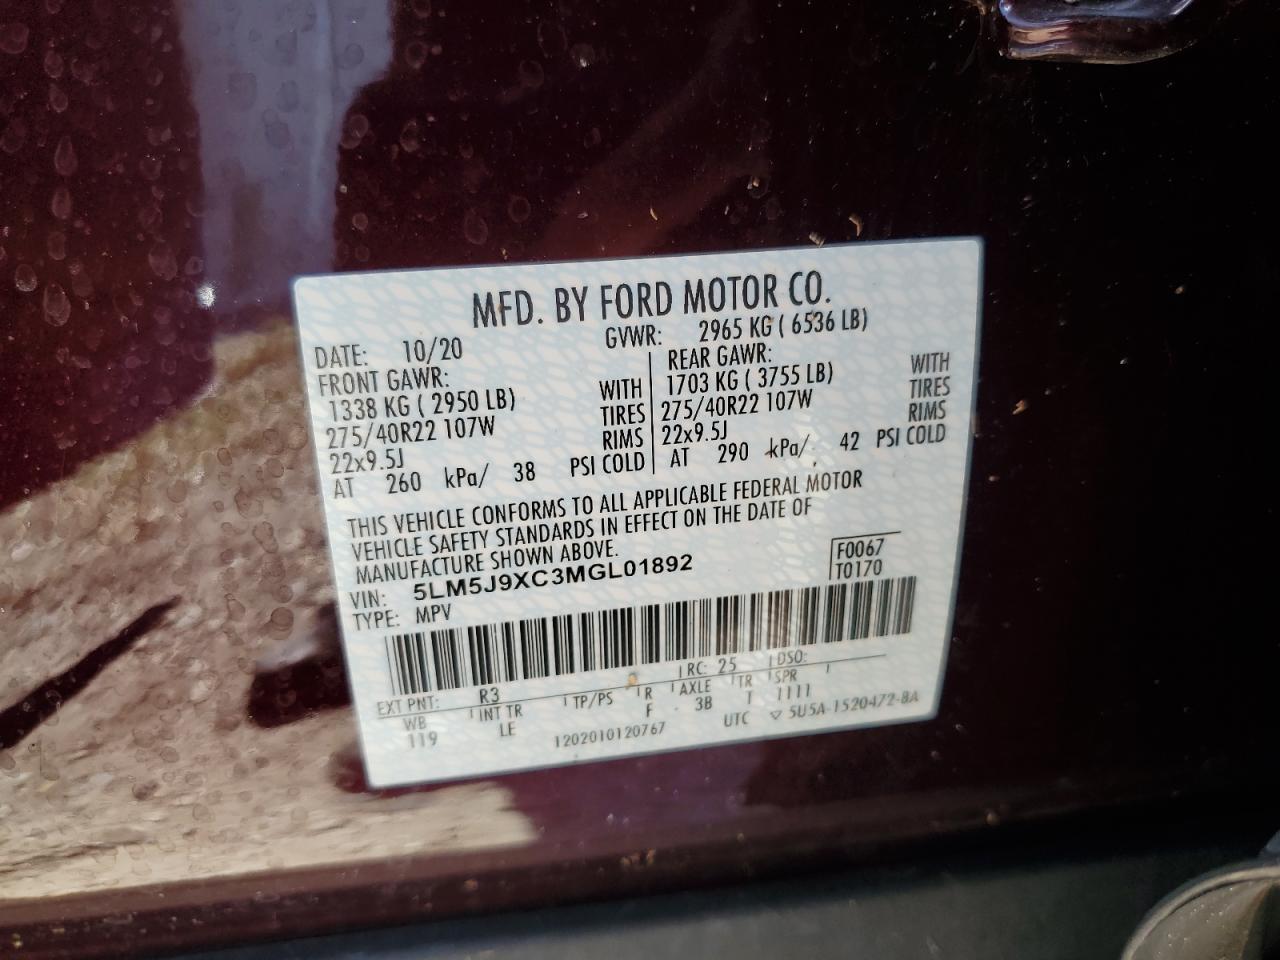 MFD. BY FORD MOTOR CO.
DATE: 10/20 GVWR: 2965 KG ( 6536 LB)
FRONT GAWR: REAR GAWR:
1338 KG ( 2950 LB) WITH 1703 KG ( 3755 LB) WITH
275/40R22 107W TIRES 275/40R22 107W TIRES
22x9.5J RIMS 22x9.5J RIMS
AT 260 kPa/ 38 PSI COLD AT 290 kPa/ 42 PSI COLD
THIS VEHICLE CONFORMS TO ALL APPLICABLE FEDERAL MOTOR
VEHICLE SAFETY STANDARDS IN EFFECT ON THE DATE OF
MANUFACTURE SHOWN ABOVE.
VIN: 5LM5J9XC3MGL01892 F0067
TYPE: MPV T0170
EXT PNT: R3 RC: 25 DSO:
WB INT TR TP/PS R AXLE TR SPR
119 LE F 3B T 1111
1202010120767 UTC ▽ 5U5A-1520472-BA